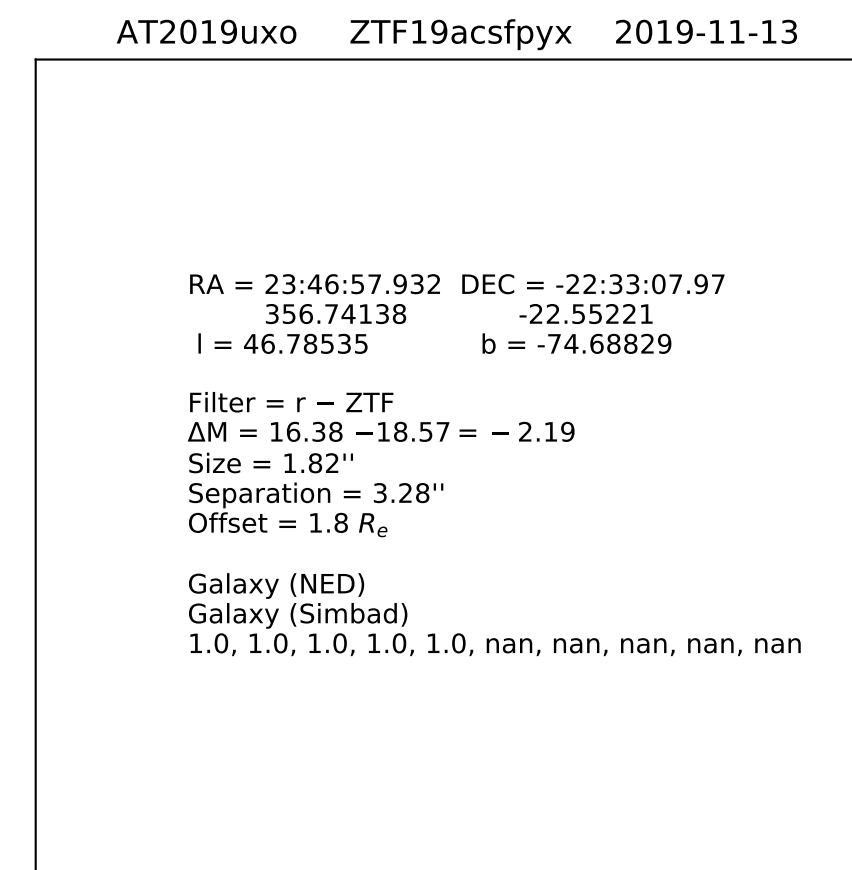 AT2019uxo ZTF19acsfpyx 2019-11-13
RA = 23:46:57.932 DEC = -22:33:07.97
356.74138 -22.55221
l = 46.78535 b = -74.68829
Filter = r − ZTF
ΔM = 16.38 −18.57 = − 2.19
Size = 1.82''
Separation = 3.28''
Offset = 1.8 Rₑ
Galaxy (NED)
Galaxy (Simbad)
1.0, 1.0, 1.0, 1.0, 1.0, nan, nan, nan, nan, nan